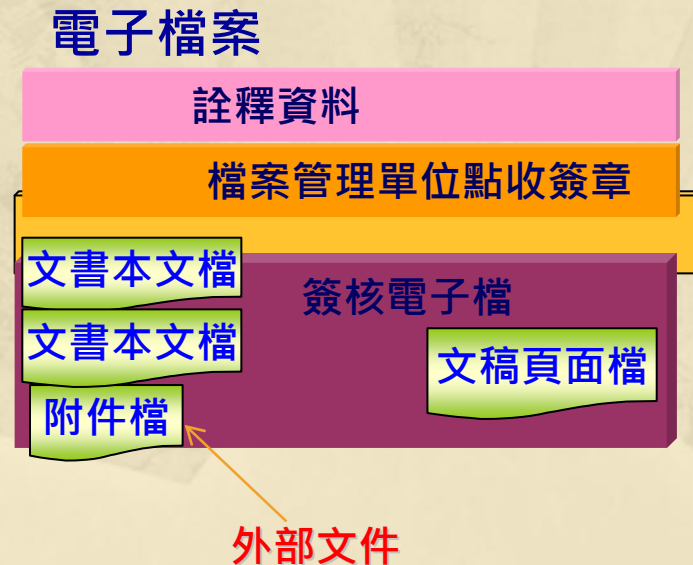 電子檔案
詮釋資料
檔案管理單位點收簽章
文書本文檔
簽核電子檔
文書本文檔
文稿頁面檔
附件檔
外部文件